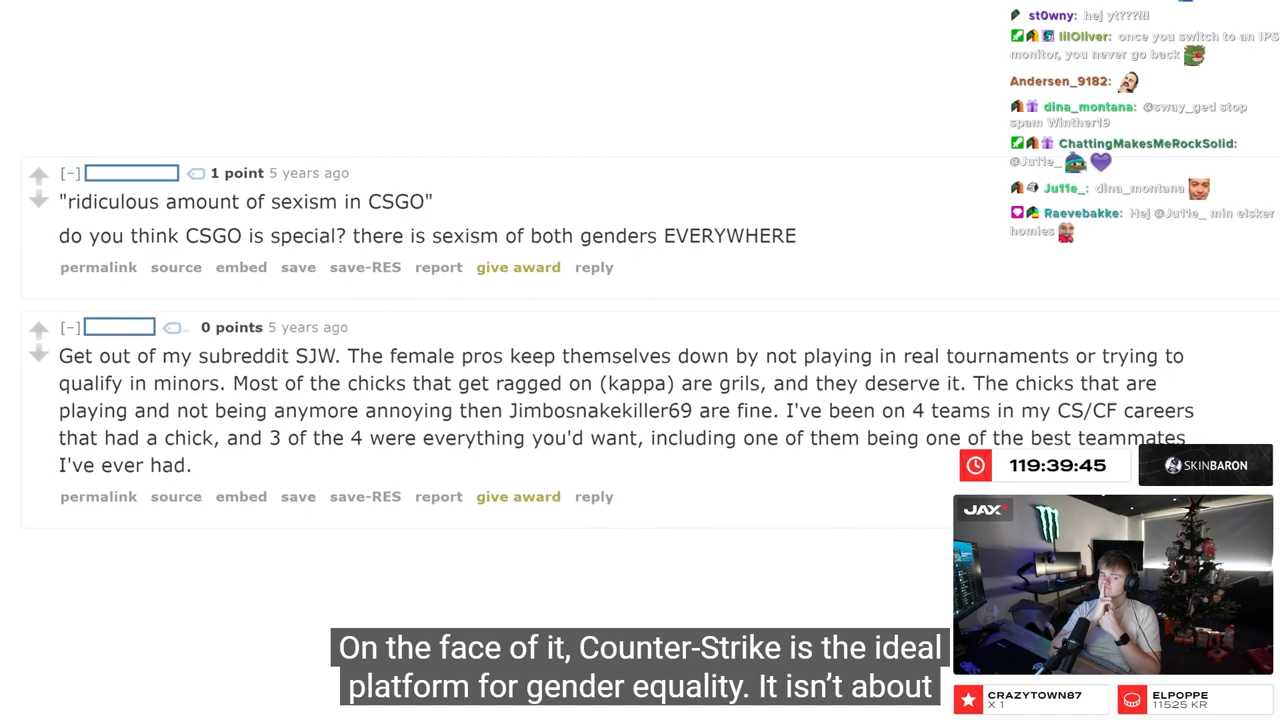 st0wny: hej yt???!!!
lilOliver: once you switch to an IPS
monitor, you never go back
Andersen_9182:
dina_montana: @sway_ged stop
spam Winther19
ChattingMakesMeRockSolid:
@Ju11e_
Ju11e_: dina_montana
Raevebakke: Hej @Ju11e_ min elsker
homies
[–] 1 point 5 years ago
"ridiculous amount of sexism in CSGO"
do you think CSGO is special? there is sexism of both genders EVERYWHERE
permalink source embed save save-RES report give award reply
[–] 0 points 5 years ago
Get out of my subreddit SJW. The female pros keep themselves down by not playing in real tournaments or trying to
qualify in minors. Most of the chicks that get ragged on (kappa) are grils, and they deserve it. The chicks that are
playing and not being anymore annoying then Jimbosnakekiller69 are fine. I've been on 4 teams in my CS/CF careers
that had a chick, and 3 of the 4 were everything you'd want, including one of them being one of the best teammates
I've ever had.
permalink source embed save save-RES report give award reply
119:39:45
SKINBARON
JAX
On the face of it, Counter-Strike is the ideal
platform for gender equality. It isn't about
CRAZYTOWN87
X 1
ELPOPPE
11525 KR